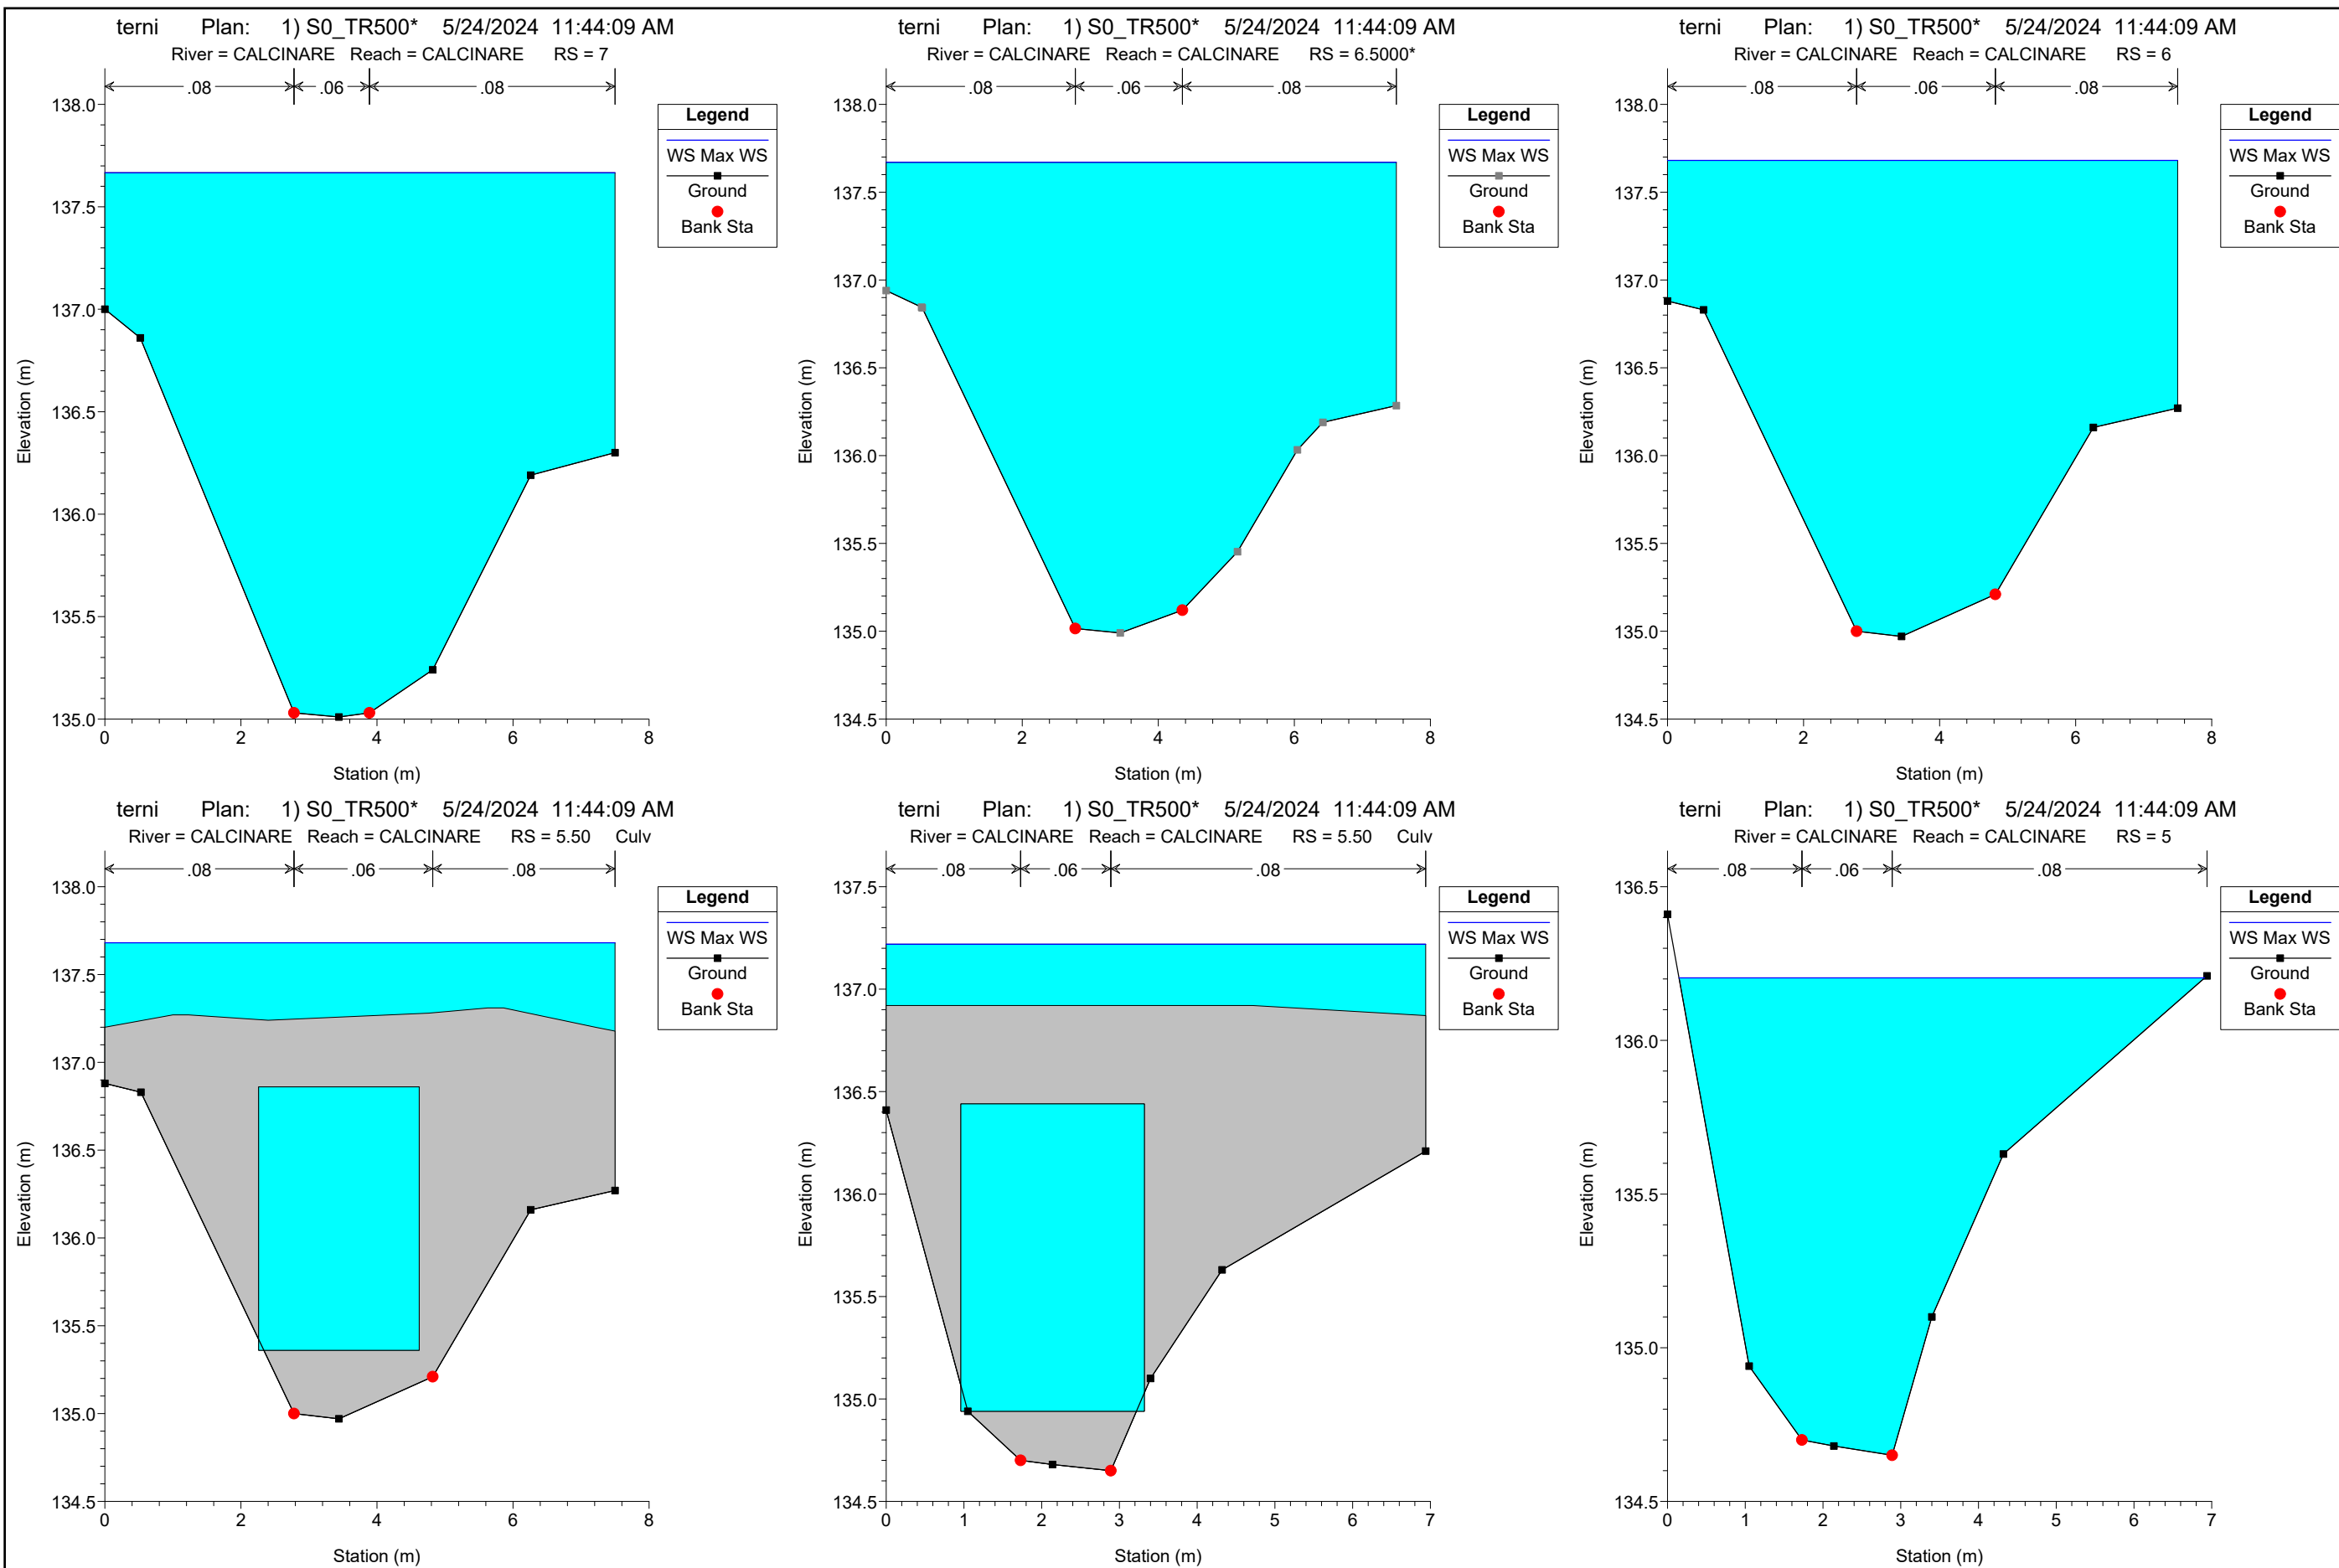 terni Plan: 1) S0_TR500* 5/24/2024 11:44:09 AM
River = CALCINARE Reach = CALCINARE RS = 7
.08 .06 .08
138.0
137.5
137.0
136.5
136.0
135.5
135.0
Elevation (m)
0 2 4 6 8
Station (m)
Legend
WS Max WS
Ground
Bank Sta
terni Plan: 1) S0_TR500* 5/24/2024 11:44:09 AM
River = CALCINARE Reach = CALCINARE RS = 6.5000*
.08 .06 .08
138.0
137.5
137.0
136.5
136.0
135.5
135.0
134.5
Elevation (m)
0 2 4 6 8
Station (m)
Legend
WS Max WS
Ground
Bank Sta
terni Plan: 1) S0_TR500* 5/24/2024 11:44:09 AM
River = CALCINARE Reach = CALCINARE RS = 6
.08 .06 .08
138.0
137.5
137.0
136.5
136.0
135.5
135.0
134.5
Elevation (m)
0 2 4 6 8
Station (m)
Legend
WS Max WS
Ground
Bank Sta
terni Plan: 1) S0_TR500* 5/24/2024 11:44:09 AM
River = CALCINARE Reach = CALCINARE RS = 5.50 Culv
.08 .06 .08
138.0
137.5
137.0
136.5
136.0
135.5
135.0
134.5
Elevation (m)
0 2 4 6 8
Station (m)
Legend
WS Max WS
Ground
Bank Sta
terni Plan: 1) S0_TR500* 5/24/2024 11:44:09 AM
River = CALCINARE Reach = CALCINARE RS = 5.50 Culv
.08 .06 .08
137.5
137.0
136.5
136.0
135.5
135.0
134.5
Elevation (m)
0 1 2 3 4 5 6 7
Station (m)
Legend
WS Max WS
Ground
Bank Sta
terni Plan: 1) S0_TR500* 5/24/2024 11:44:09 AM
River = CALCINARE Reach = CALCINARE RS = 5
.08 .06 .08
136.5
136.0
135.5
135.0
134.5
Elevation (m)
0 1 2 3 4 5 6 7
Station (m)
Legend
WS Max WS
Ground
Bank Sta